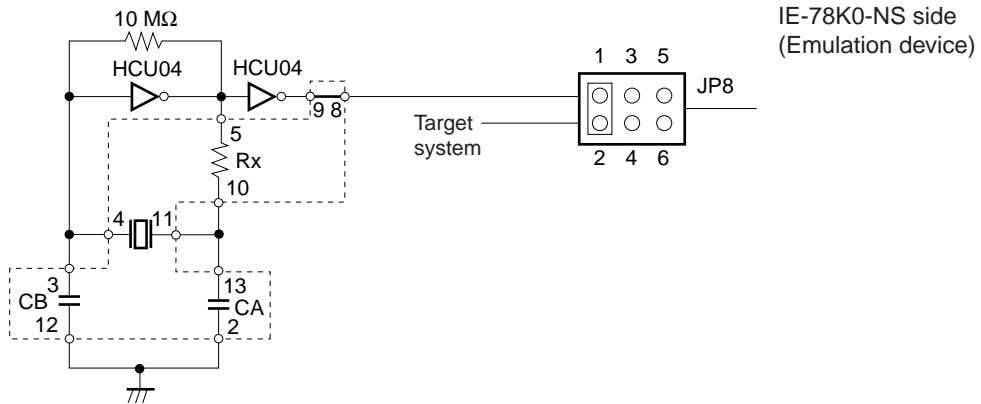 IE-78K0-NS side
(Emulation device)
10 MΩ
HCU04
HCU04
1 3 5
JP8
9 8
Target
system
5
Rx
2 4 6
10
4 11
3
13
CB
CA
12
2